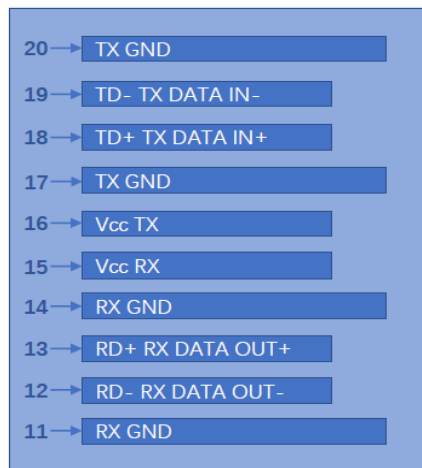 20 TX GND
19 TD- TX DATA IN-
18 TD+ TX DATA IN+
17 TX GND
16 Vcc TX
15 Vcc RX
14 RX GND
13 RD+ RX DATA OUT+
12 RD- RX DATA OUT-
11 RX GND